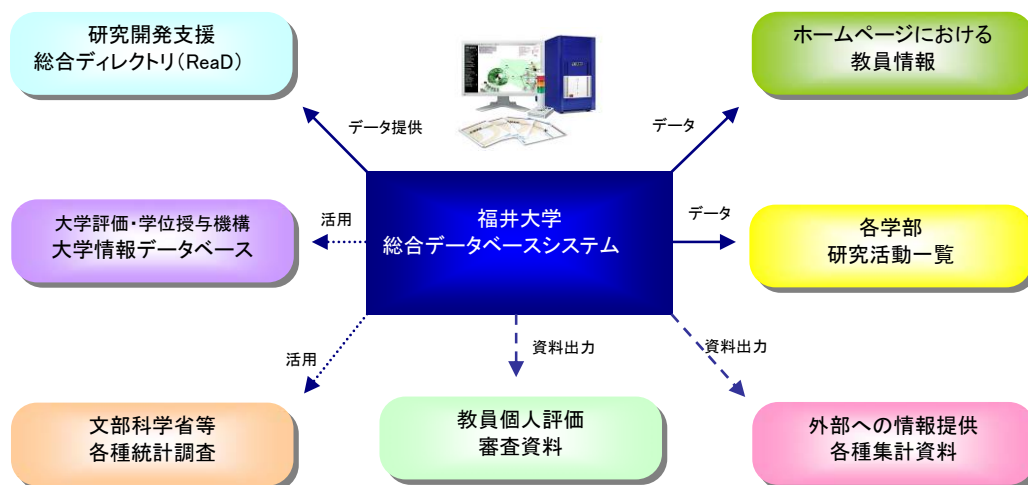 研究開発支援
総合ディレクトリ(ReaD)
ホームページにおける
教員情報
データ提供
データ
大学評価・学位授与機構
大学情報データベース
活用
福井大学
総合データベースシステム
データ
各学部
研究活動一覧
活用
資料出力
資料出力
文部科学省等
各種統計調査
教員個人評価
審査資料
外部への情報提供
各種集計資料